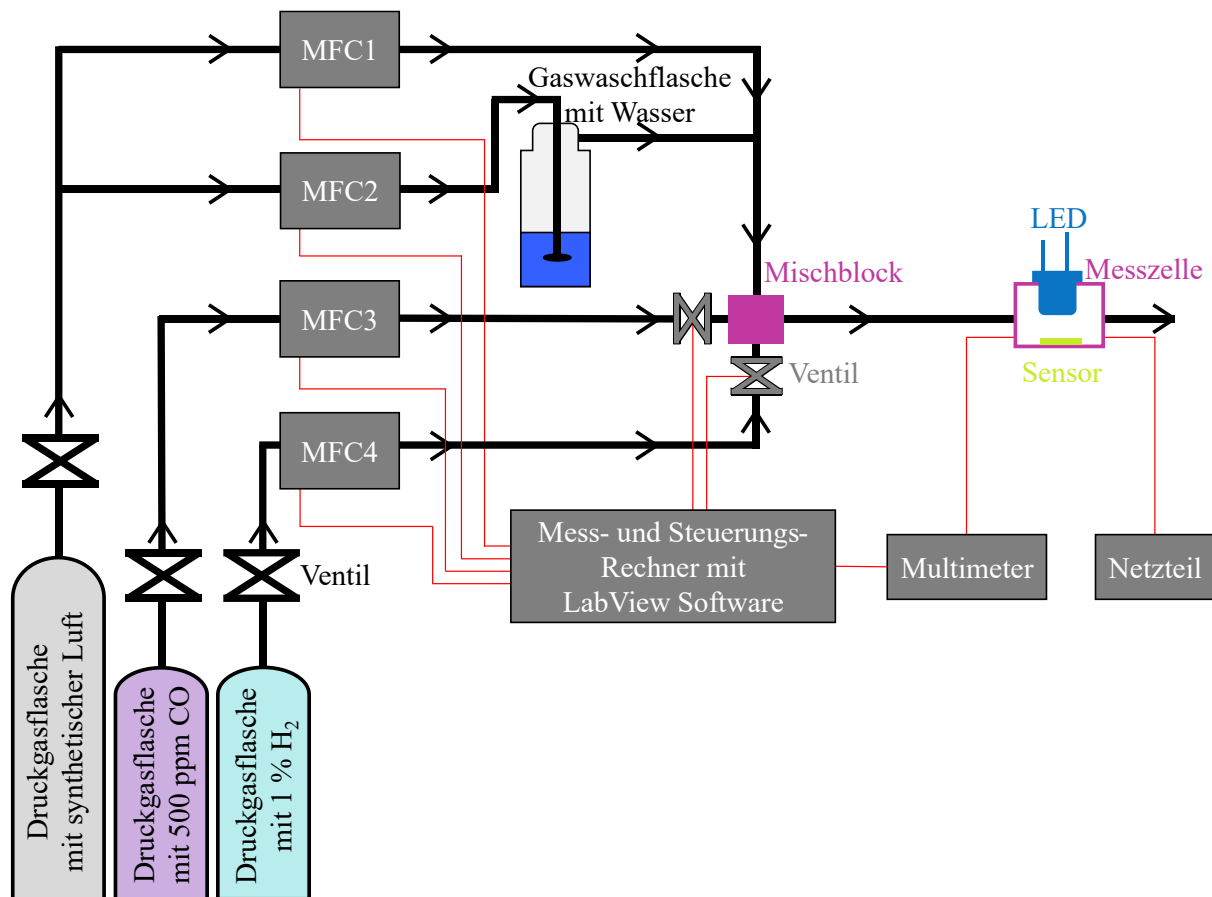 MFC1
Gaswaschflasche
mit Wasser
MFC2
LED
Mischblock
Messzelle
MFC3
Ventil
Sensor
MFC4
Mess- und Steuerungs-
Rechner mit
LabView Software
Multimeter
Netzteil
Ventil
Druckgasflasche
mit synthetischer Luft
Druckgasflasche
mit 500 ppm CO
Druckgasflasche
mit 1 % H₂